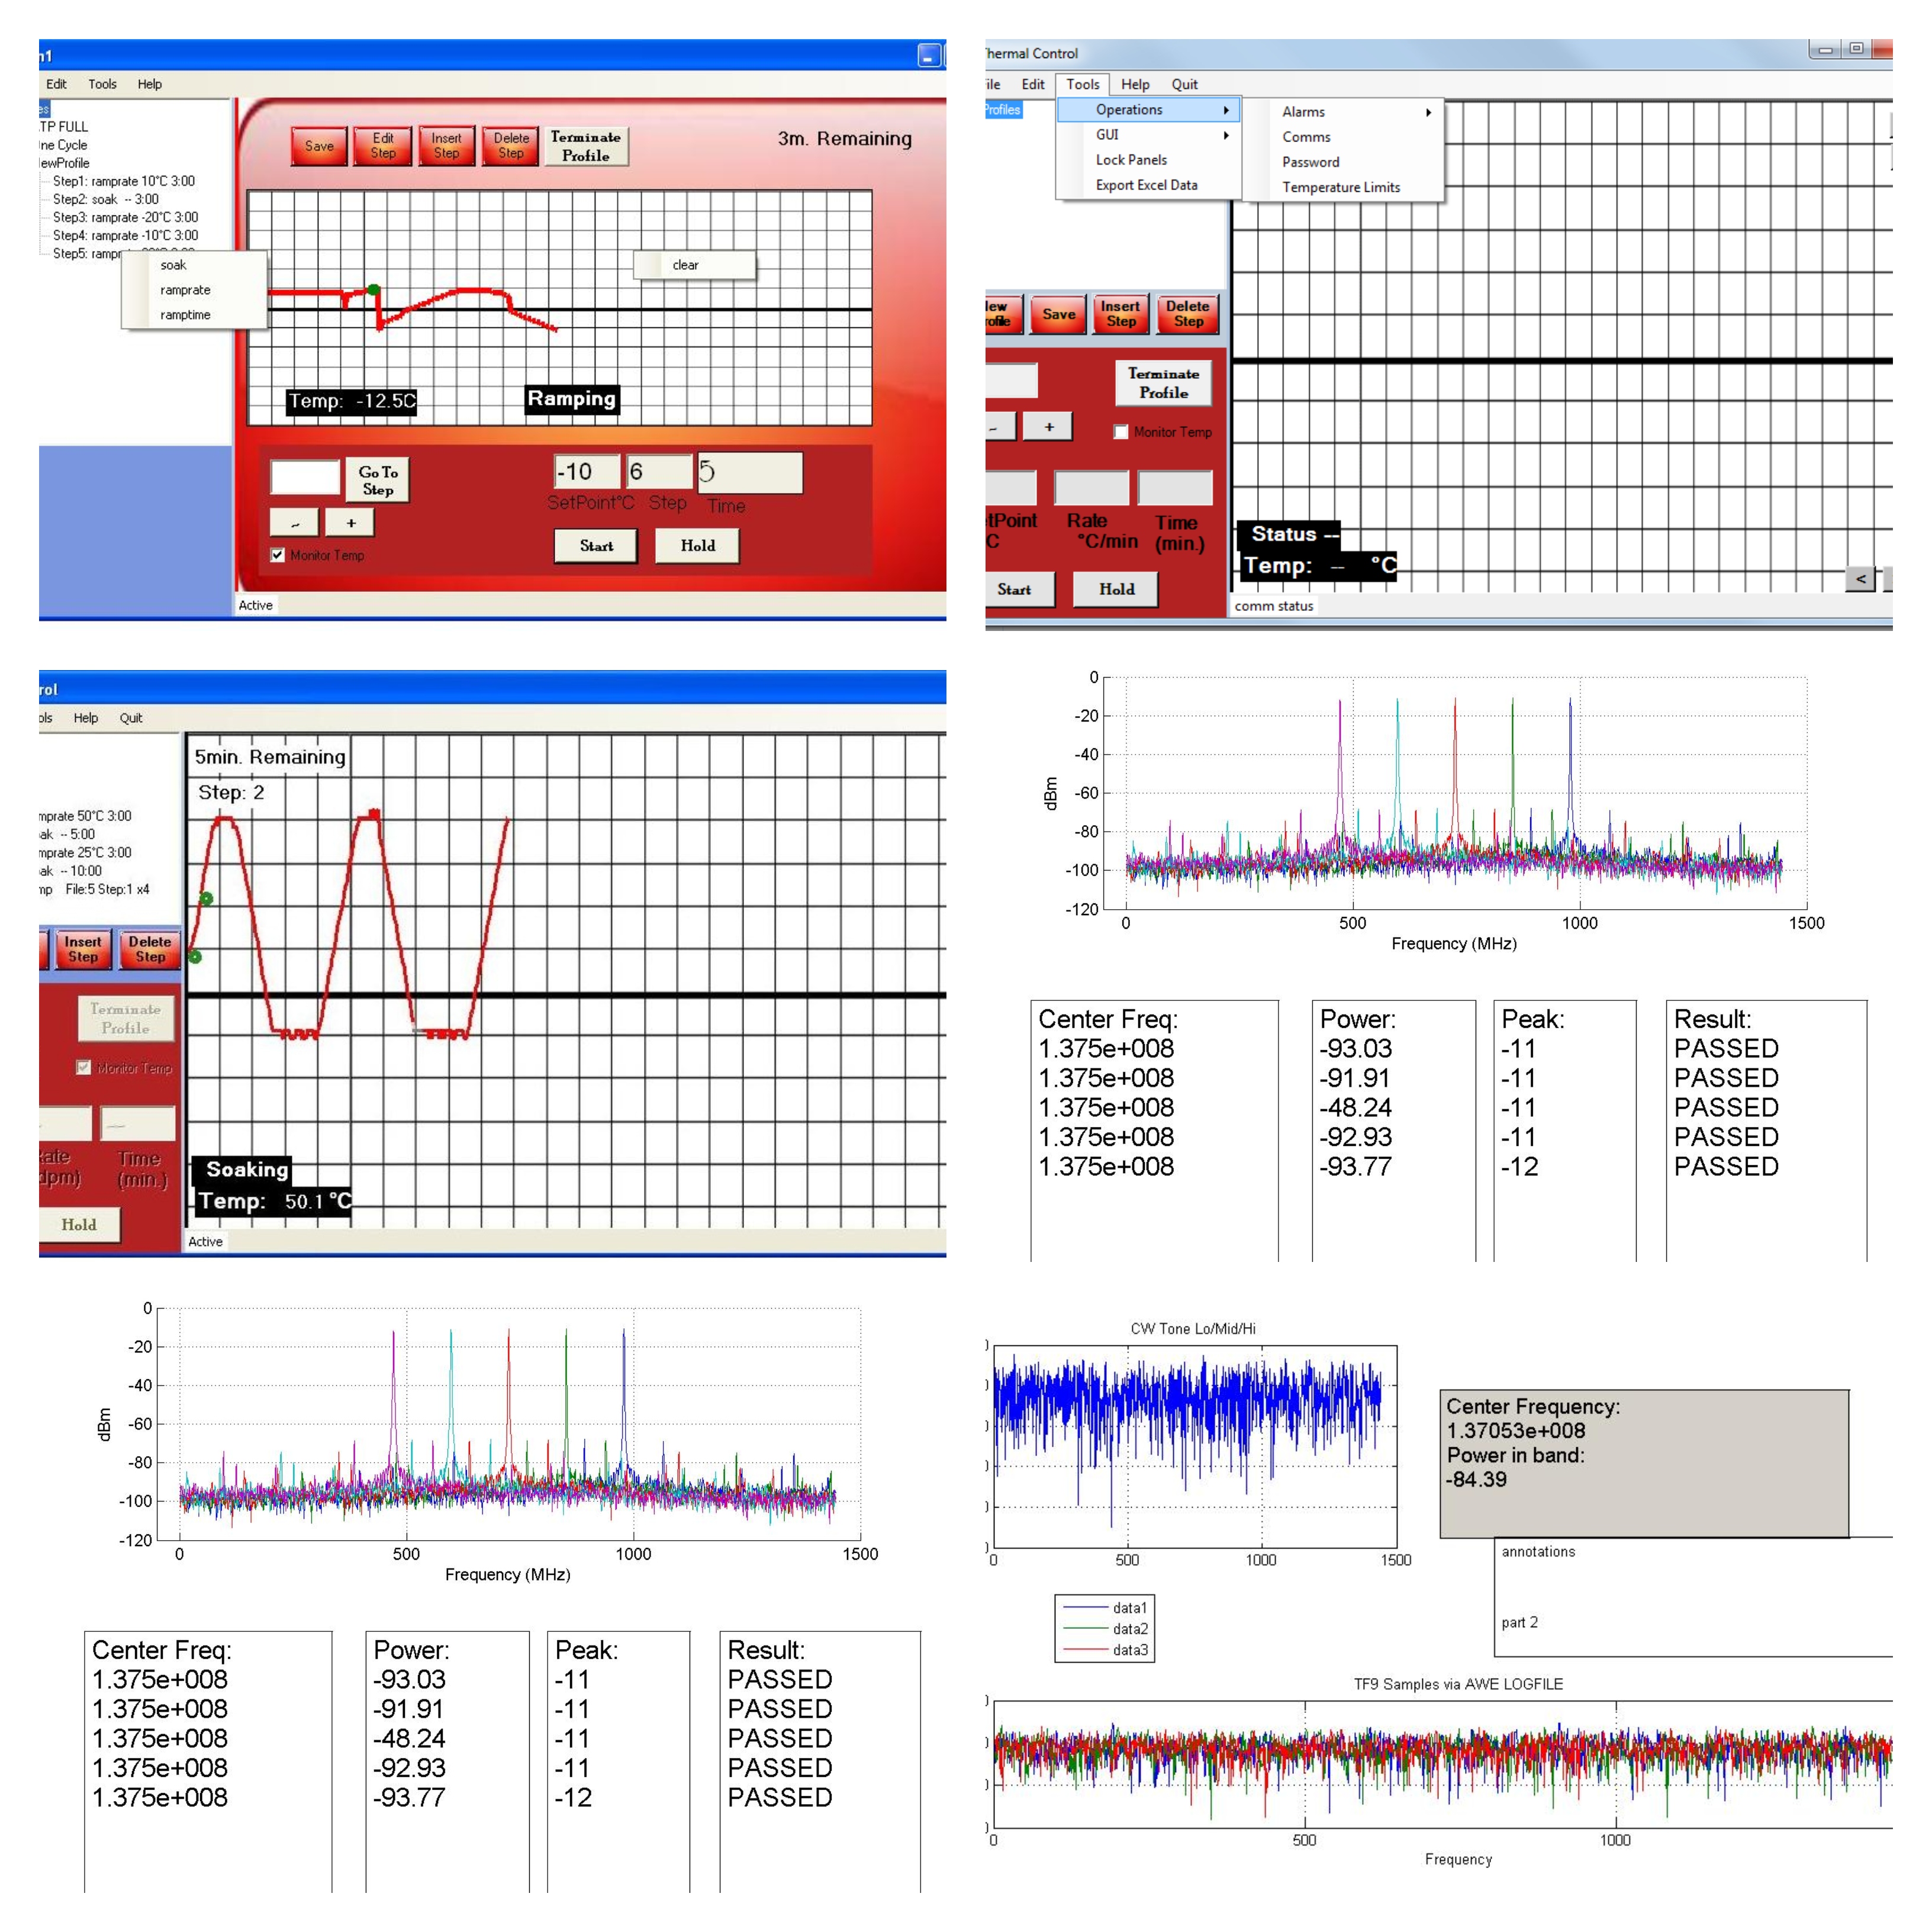 n1
Edit Tools Help
es
TP FULL
ne Cycle
ewProfile
Step1: ramprate 10°C 3:00
Step2: soak -- 3:00
Step3: ramprate -20°C 3:00
Step4: ramprate -10°C 3:00
Step5: rampr
soak
ramprate
ramptime
Save
Edit Step
Insert Step
Delete Step
Terminate Profile
3m. Remaining
clear
Temp: -12.5C
Ramping
Go To Step
~ +
Monitor Temp
-10 6 5
SetPoint°C Step Time
Start Hold
Active
Thermal Control
ile Edit Tools Help Quit
Profiles
Operations
GUI
Lock Panels
Export Excel Data
Alarms
Comms
Password
Temperature Limits
Save
Insert Step
Delete Step
Terminate Profile
~ +
Monitor Temp
tPoint C
Rate °C/min
Time (min.)
Start Hold
Status --
Temp: -- °C
<
comm status
rol
ols Help Quit
mprate 50°C 3:00
ak -- 5:00
mprate 25°C 3:00
ak -- 10:00
mp File:5 Step:1 x4
Insert Step
Delete Step
Terminate Profile
Monitor Temp
--
Rate dpm)
Time (min.)
Hold
5min. Remaining
Step: 2
Soaking
Temp: 50.1 °C
Active
0
-20
-40
-60
-80
-100
-120
dBm
0 500 1000 1500
Frequency (MHz)
Center Freq: Power: Peak: Result:
1.375e+008 -93.03 -11 PASSED
1.375e+008 -91.91 -11 PASSED
1.375e+008 -48.24 -11 PASSED
1.375e+008 -92.93 -11 PASSED
1.375e+008 -93.77 -12 PASSED
0
-20
-40
-60
-80
-100
-120
dBm
0 500 1000 1500
Frequency (MHz)
Center Freq: Power: Peak: Result:
1.375e+008 -93.03 -11 PASSED
1.375e+008 -91.91 -11 PASSED
1.375e+008 -48.24 -11 PASSED
1.375e+008 -92.93 -11 PASSED
1.375e+008 -93.77 -12 PASSED
CW Tone Lo/Mid/Hi
0 500 1000 1500
Center Frequency:
1.37053e+008
Power in band:
-84.39
annotations
part 2
data1
data2
data3
TF9 Samples via AWE LOGFILE
0 500 1000
Frequency